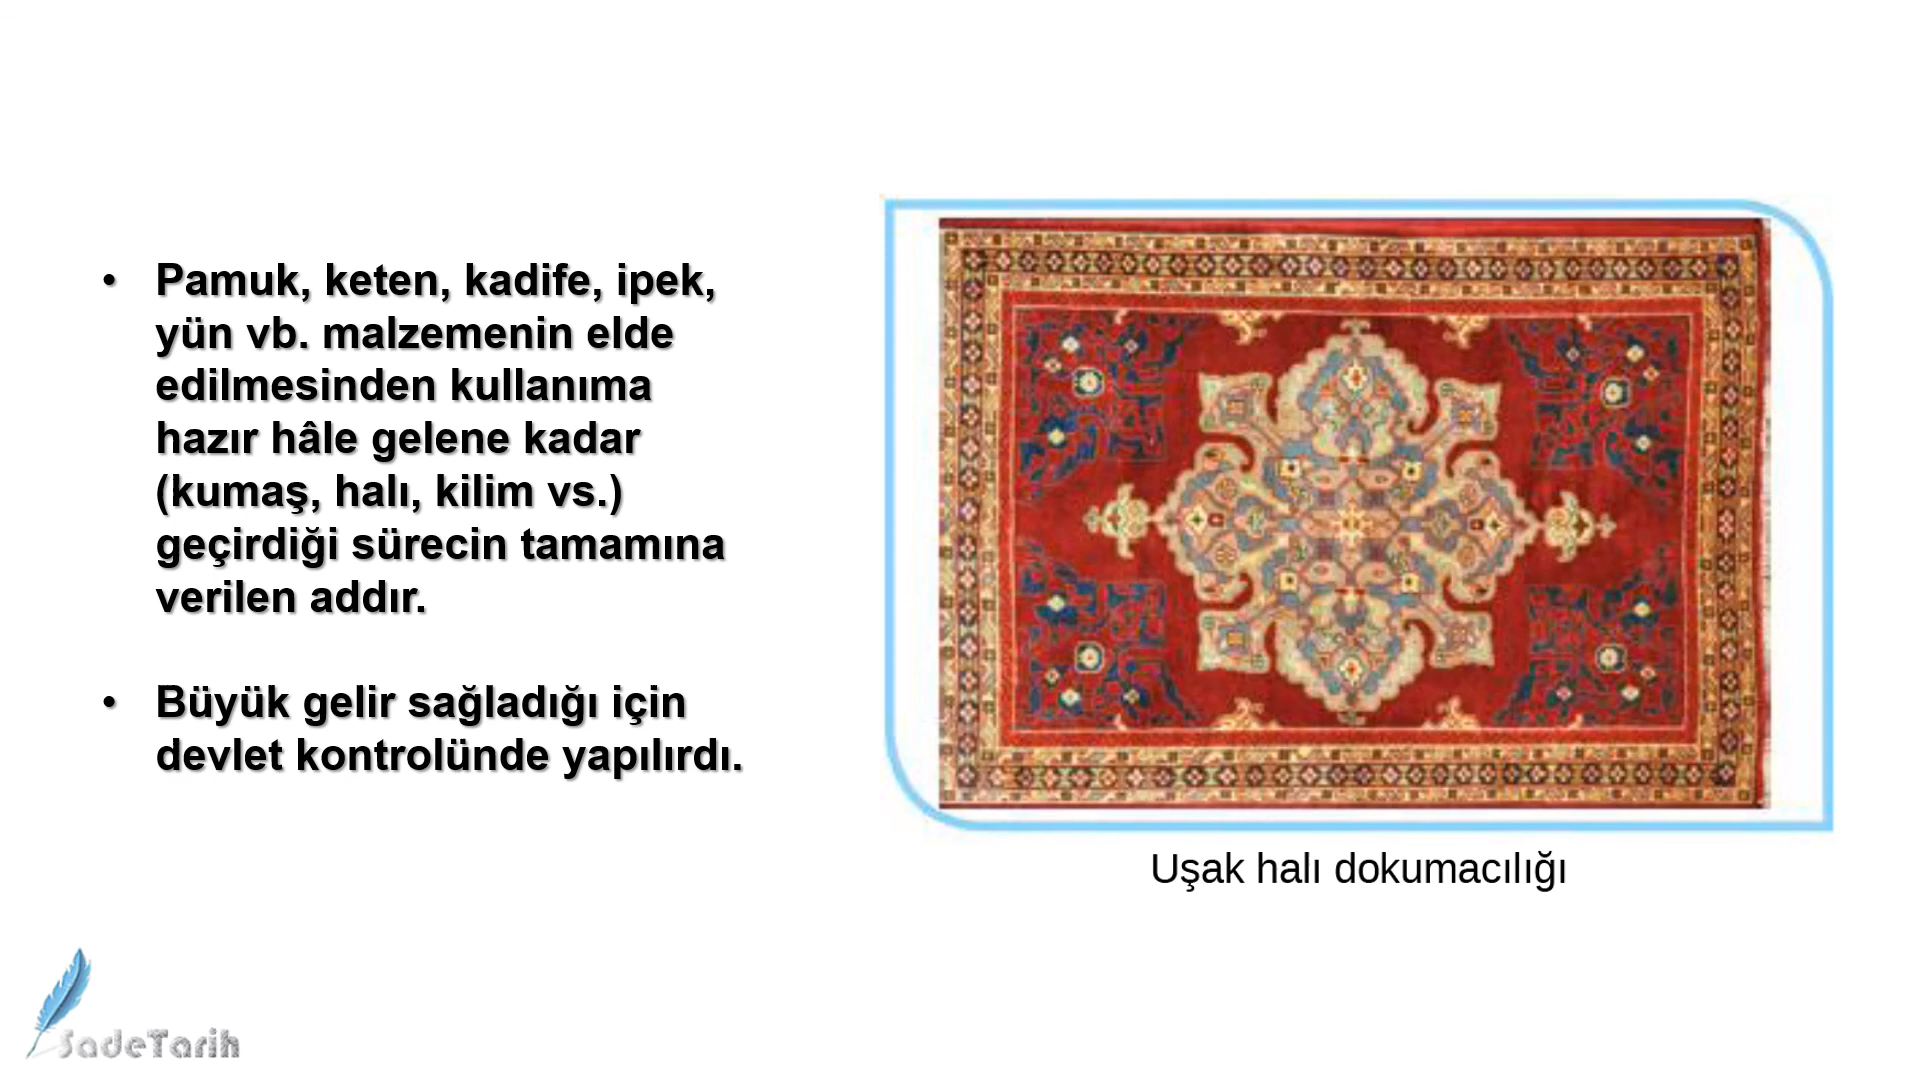 • Pamuk, keten, kadife, ipek,
yün vb. malzemenin elde
edilmesinden kullanıma
hazır hâle gelene kadar
(kumaş, halı, kilim vs.)
geçirdiği sürecin tamamına
verilen addır.
• Büyük gelir sağladığı için
devlet kontrolünde yapılırdı.
Uşak halı dokumacılığı
SadeTarih